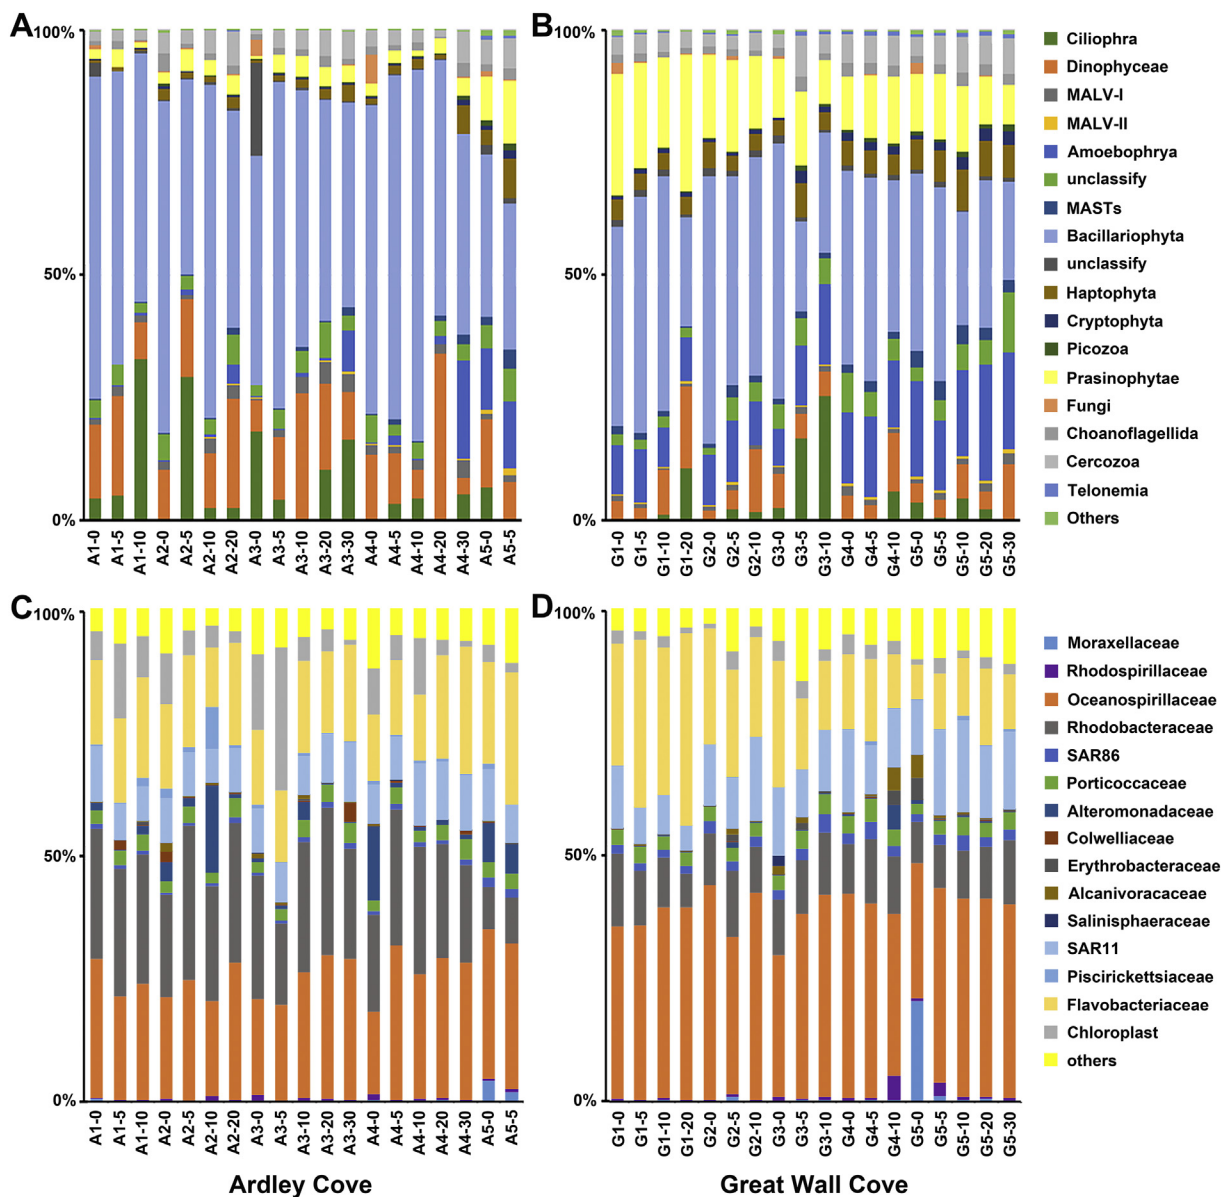 A
B
100%
50%
0%
100%
50%
0%
A1-0
A1-5
A1-10
A2-0
A2-5
A2-10
A2-20
A3-0
A3-5
A3-10
A3-20
A3-30
A4-0
A4-5
A4-10
A4-20
A4-30
A5-0
A5-5
G1-0
G1-5
G1-10
G1-20
G2-0
G2-5
G2-10
G3-0
G3-5
G3-10
G4-0
G4-5
G4-10
G5-0
G5-5
G5-10
G5-20
G5-30
Ciliophra
Dinophyceae
MALV-I
MALV-II
Amoebophrya
unclassify
MASTs
Bacillariophyta
unclassify
Haptophyta
Cryptophyta
Picozoa
Prasinophytae
Fungi
Choanoflagellida
Cercozoa
Telonemia
Others
C
D
100%
50%
0%
100%
50%
0%
A1-0
A1-5
A1-10
A2-0
A2-5
A2-10
A2-20
A3-0
A3-5
A3-10
A3-20
A3-30
A4-0
A4-5
A4-10
A4-20
A4-30
A5-0
A5-5
G1-0
G1-5
G1-10
G1-20
G2-0
G2-5
G2-10
G3-0
G3-5
G3-10
G4-0
G4-5
G4-10
G5-0
G5-5
G5-10
G5-20
G5-30
Moraxellaceae
Rhodospirillaceae
Oceanospirillaceae
Rhodobacteraceae
SAR86
Porticoccaceae
Alteromonadaceae
Colwelliaceae
Erythrobacteraceae
Alcanivoracaceae
Salinisphaeraceae
SAR11
Piscirickettsiaceae
Flavobacteriaceae
Chloroplast
others
Ardley Cove
Great Wall Cove